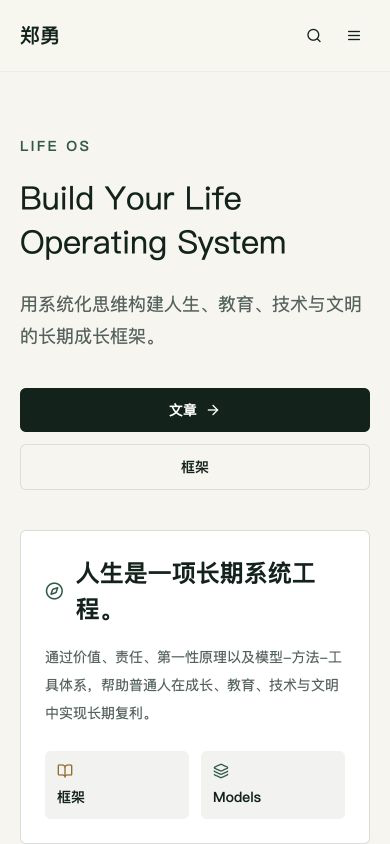 郑勇
LIFE OS
Build Your Life
Operating System
用系统化思维构建人生、教育、技术与文明
的长期成长框架。
文章
框架
人生是一项长期系统工
程。
通过价值、责任、第一性原理以及模型–方法–工
具体系，帮助普通人在成长、教育、技术与文明
中实现长期复利。
框架
Models